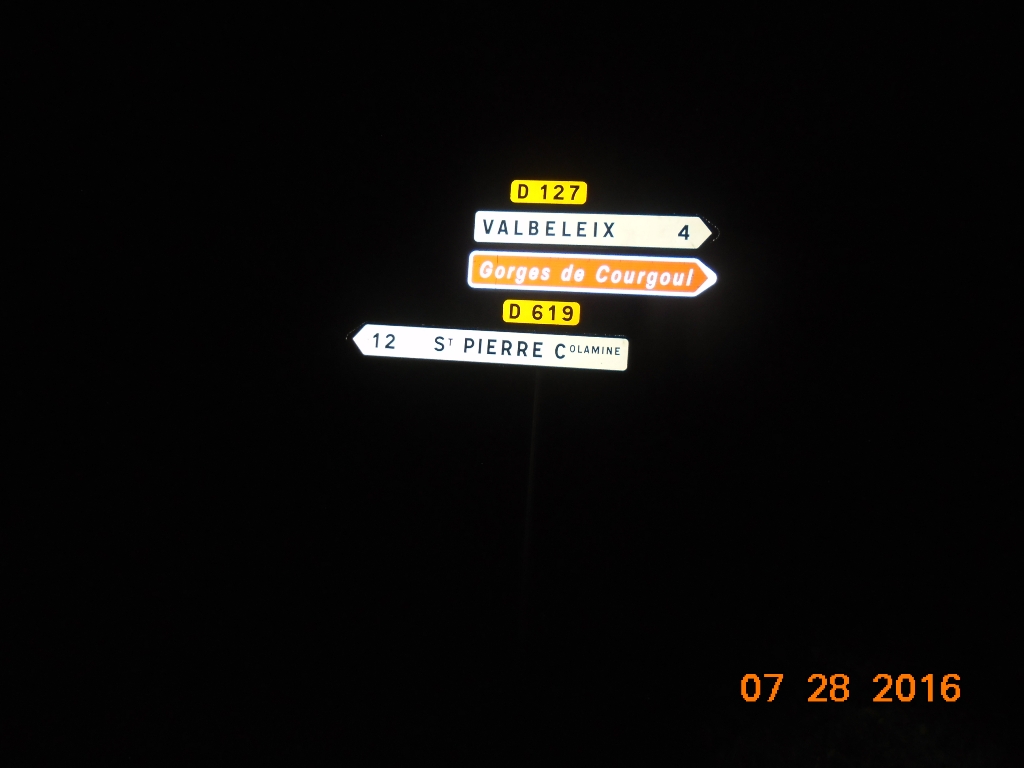 D 127
VALBELEIX 4
Gorges de Courgoul
D 619
12 ST PIERRE COLAMINE
07 28 2016